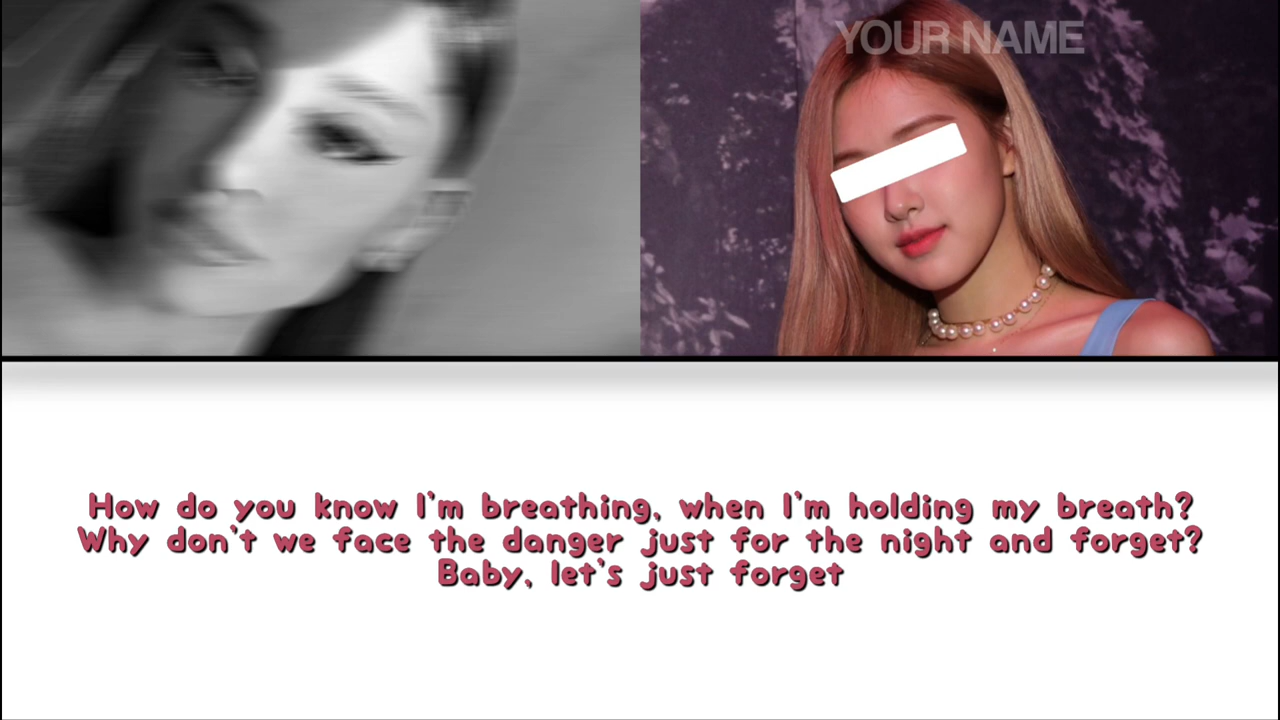 YOUR NAME
How do you know I'm breathing, when I'm holding my breath?
Why don't we face the danger just for the night and forget?
Baby, let's just forget